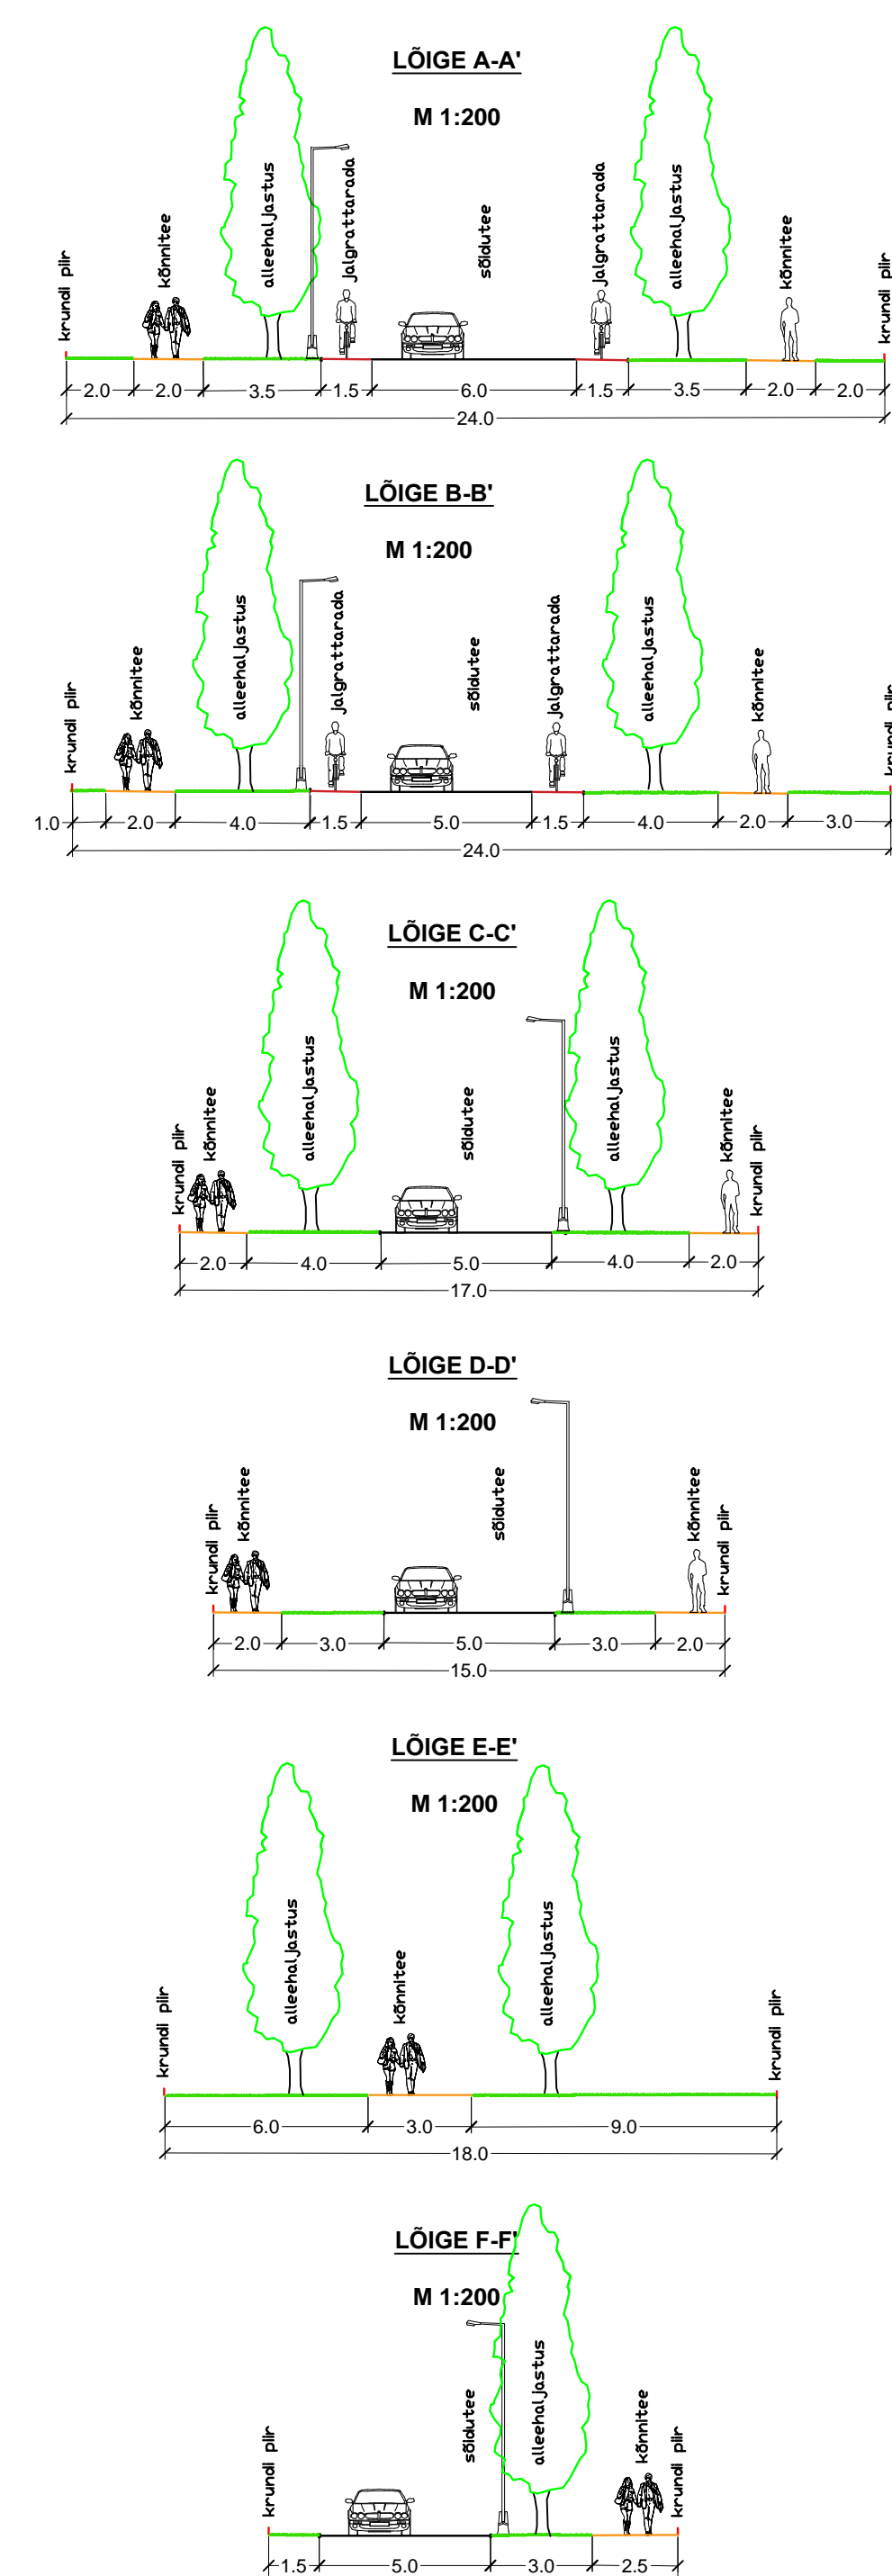 LÕIGE A-A'
M 1:200
krundi piir
kõnnitee
alleehaljastus
jalgrattarada
sõidutee
jalgrattarada
alleehaljastus
kõnnitee
krundi piir
2.0 2.0 3.5 1.5 6.0 1.5 3.5 2.0 2.0
24.0
LÕIGE B-B'
M 1:200
krundi piir
kõnnitee
alleehaljastus
jalgrattarada
sõidutee
jalgrattarada
alleehaljastus
kõnnitee
krundi piir
1.0 2.0 4.0 1.5 5.0 1.5 4.0 2.0 3.0
24.0
LÕIGE C-C'
M 1:200
krundi piir
kõnnitee
alleehaljastus
sõidutee
alleehaljastus
kõnnitee
krundi piir
2.0 4.0 5.0 4.0 2.0
17.0
LÕIGE D-D'
M 1:200
krundi piir
kõnnitee
sõidutee
kõnnitee
krundi piir
2.0 3.0 5.0 3.0 2.0
15.0
LÕIGE E-E'
M 1:200
krundi piir
alleehaljastus
kõnnitee
alleehaljastus
krundi piir
6.0 3.0 9.0
18.0
LÕIGE F-F'
M 1:200
krundi piir
sõidutee
alleehaljastus
kõnnitee
krundi piir
1.5 5.0 3.0 2.5